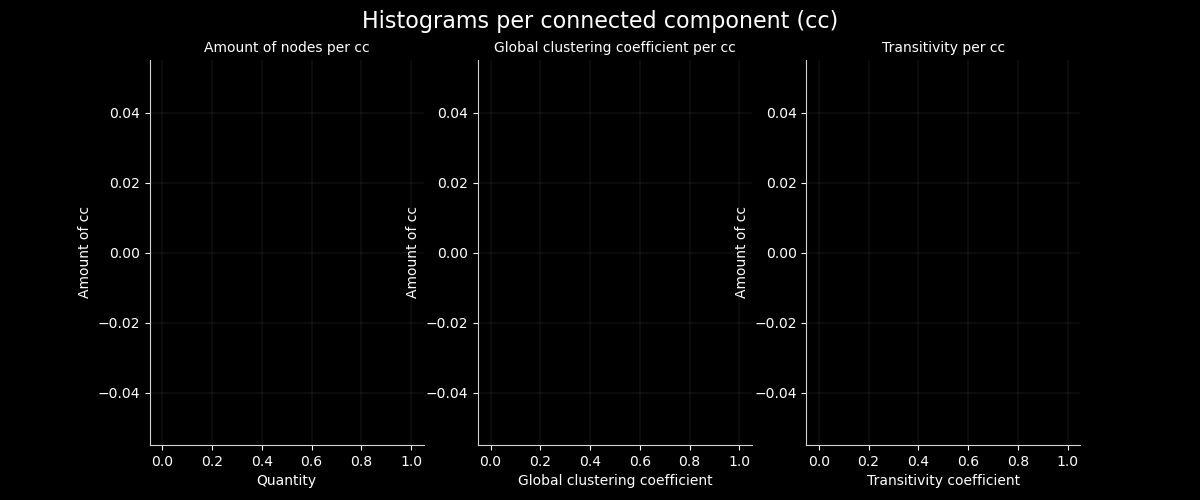 Histograms per connected component (cc)
Amount of nodes per cc
Global clustering coefficient per cc
Transitivity per cc
Amount of cc
0.04
0.02
0.00
−0.02
−0.04
0.0 0.2 0.4 0.6 0.8 1.0
Quantity
Amount of cc
0.04
0.02
0.00
−0.02
−0.04
0.0 0.2 0.4 0.6 0.8 1.0
Global clustering coefficient
Amount of cc
0.04
0.02
0.00
−0.02
−0.04
0.0 0.2 0.4 0.6 0.8 1.0
Transitivity coefficient